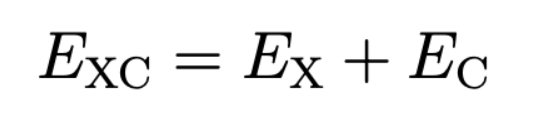 E_XC = E_X + E_C